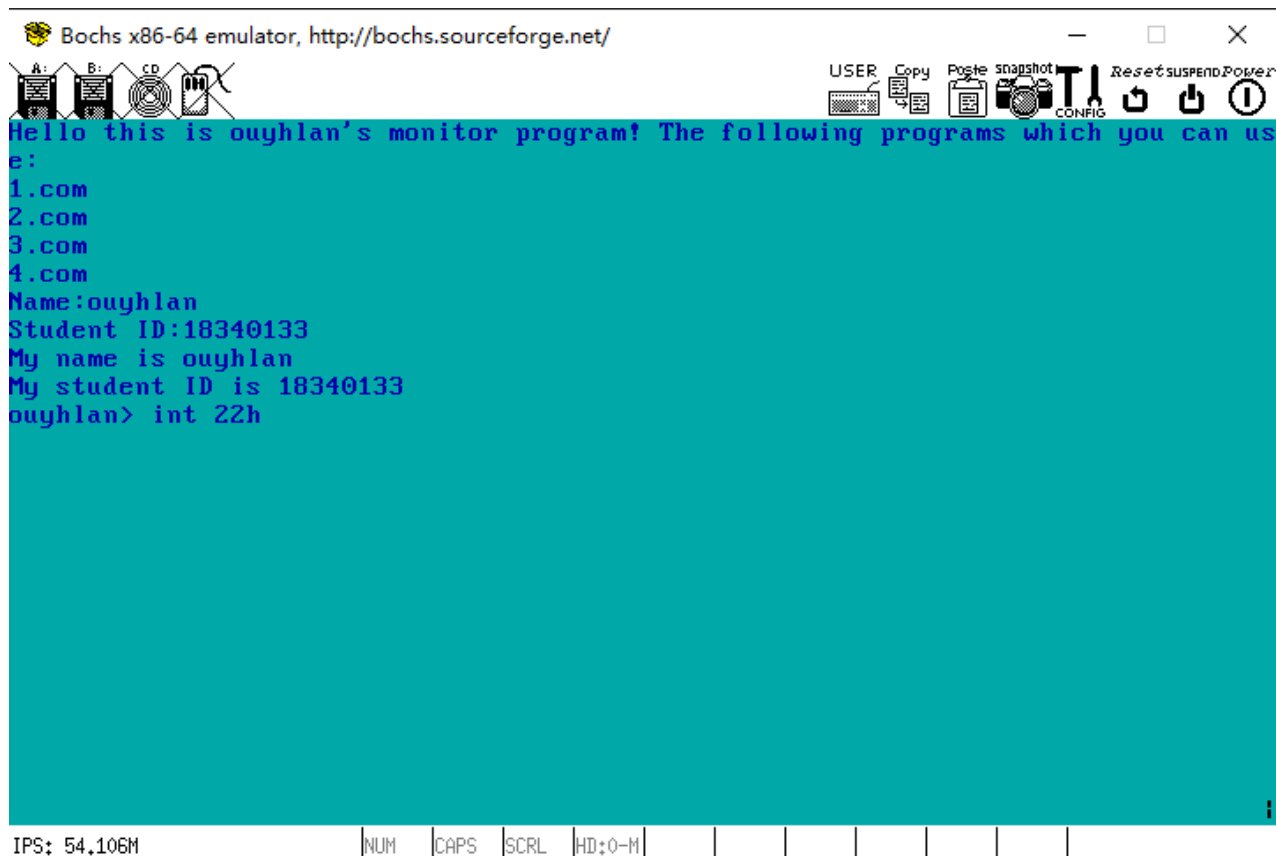 Bochs x86-64 emulator, http://bochs.sourceforge.net/
A: B: CD USER Copy Paste snapshot CONFIG Reset SUSPEND Power
Hello this is ouyhlan's monitor program! The following programs which you can us
e:
1.com
2.com
3.com
4.com
Name:ouyhlan
Student ID:18340133
My name is ouyhlan
My student ID is 18340133
ouyhlan> int 22h
IPS: 54.106M NUM CAPS SCRL HD:0-M